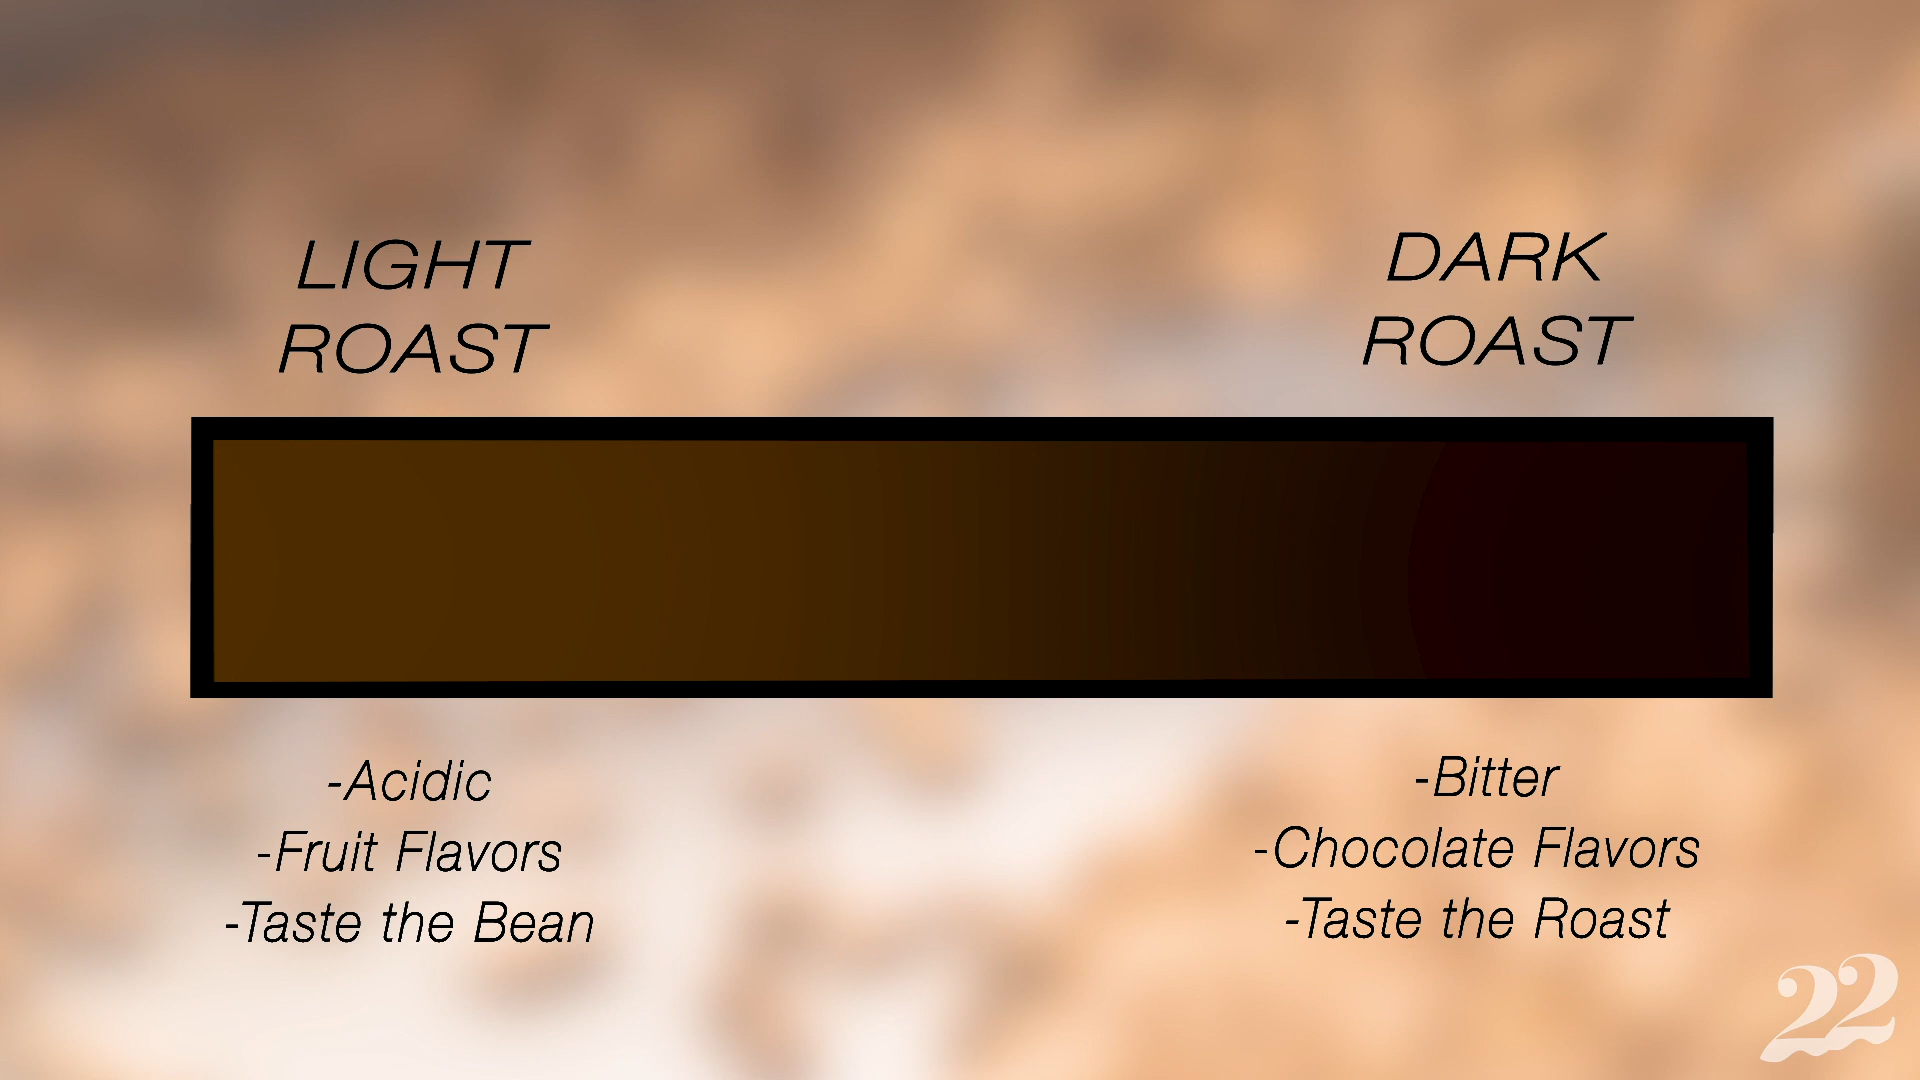 LIGHT
ROAST
DARK
ROAST
-Acidic
-Fruit Flavors
-Taste the Bean
-Bitter
-Chocolate Flavors
-Taste the Roast
22